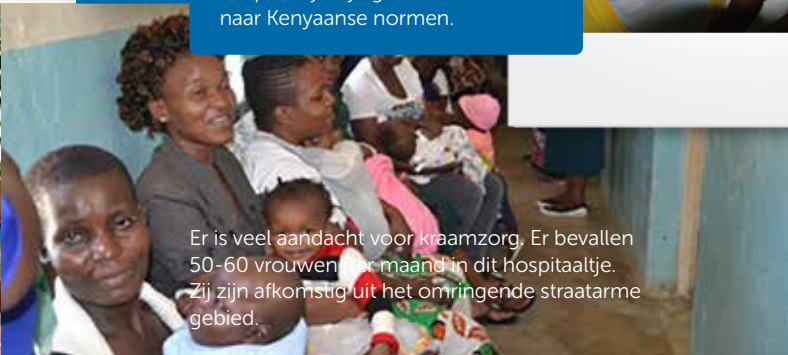 naar Kenyaanse normen.
Er is veel aandacht voor kraamzorg. Er bevallen
50-60 vrouwen per maand in dit hospitaaltje.
Zij zijn afkomstig uit het omringende straatarme
gebied.